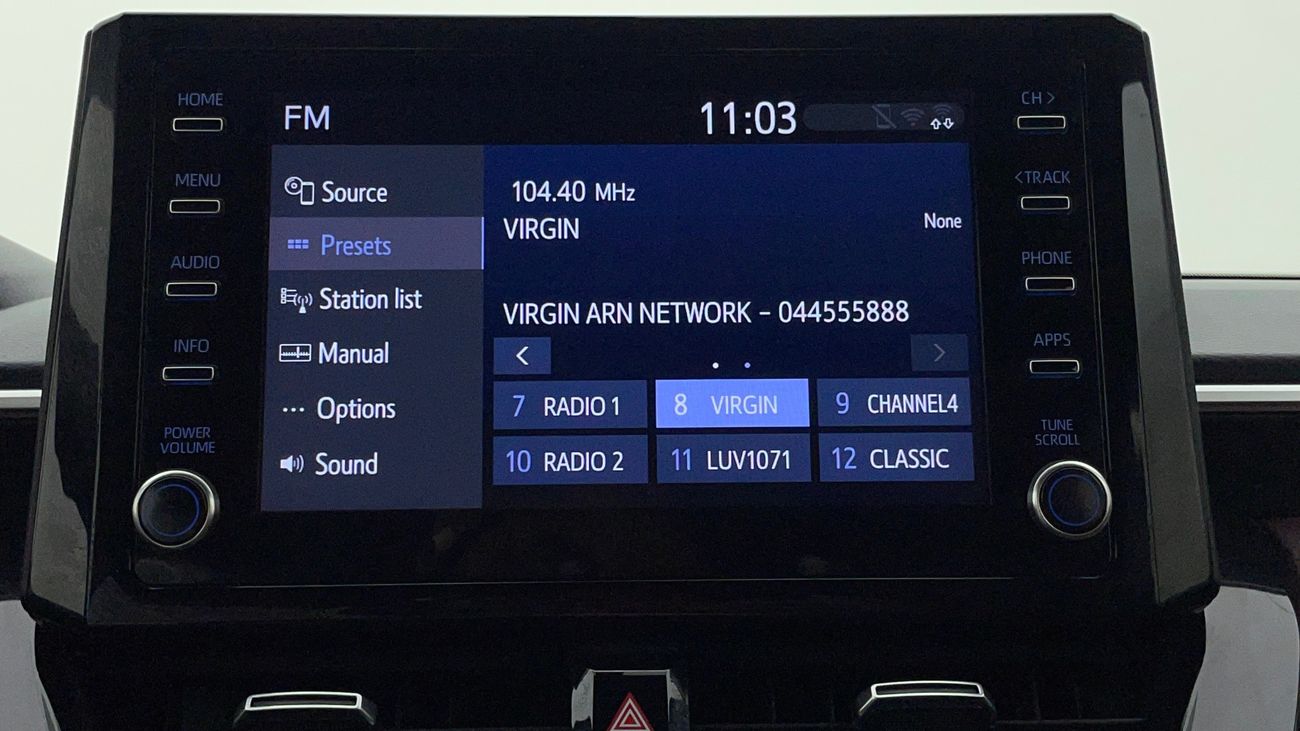 HOME
MENU
AUDIO
INFO
POWER
VOLUME
FM
11:03
Source
Presets
Station list
Manual
Options
Sound
104.40 MHz
VIRGIN
None
VIRGIN ARN NETWORK – 044555888
<
>
7 RADIO 1
8 VIRGIN
9 CHANNEL4
10 RADIO 2
11 LUV1071
12 CLASSIC
CH >
<TRACK
PHONE
APPS
TUNE
SCROLL